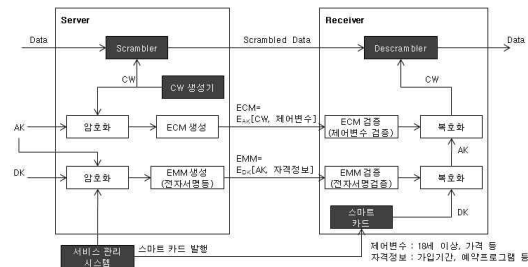 Server
Receiver
Data
Scrambler
Scrambled Data
Descrambler
Data
CW
CW 생성기
CW
ECM=
E_AK[CW, 제어변수]
AK
암호화
ECM 생성
ECM 검증
(제어변수 검증)
복호화
AK
EMM=
E_DK[AK, 자격정보]
DK
암호화
EMM 생성
(전자서명등)
EMM 검증
(전자서명검증)
복호화
DK
스마트
카드
서비스 관리
시스템
스마트 카드 발행
제어변수 : 18세 이상, 가격 등
자격정보 : 가입기간, 예약프로그램 등